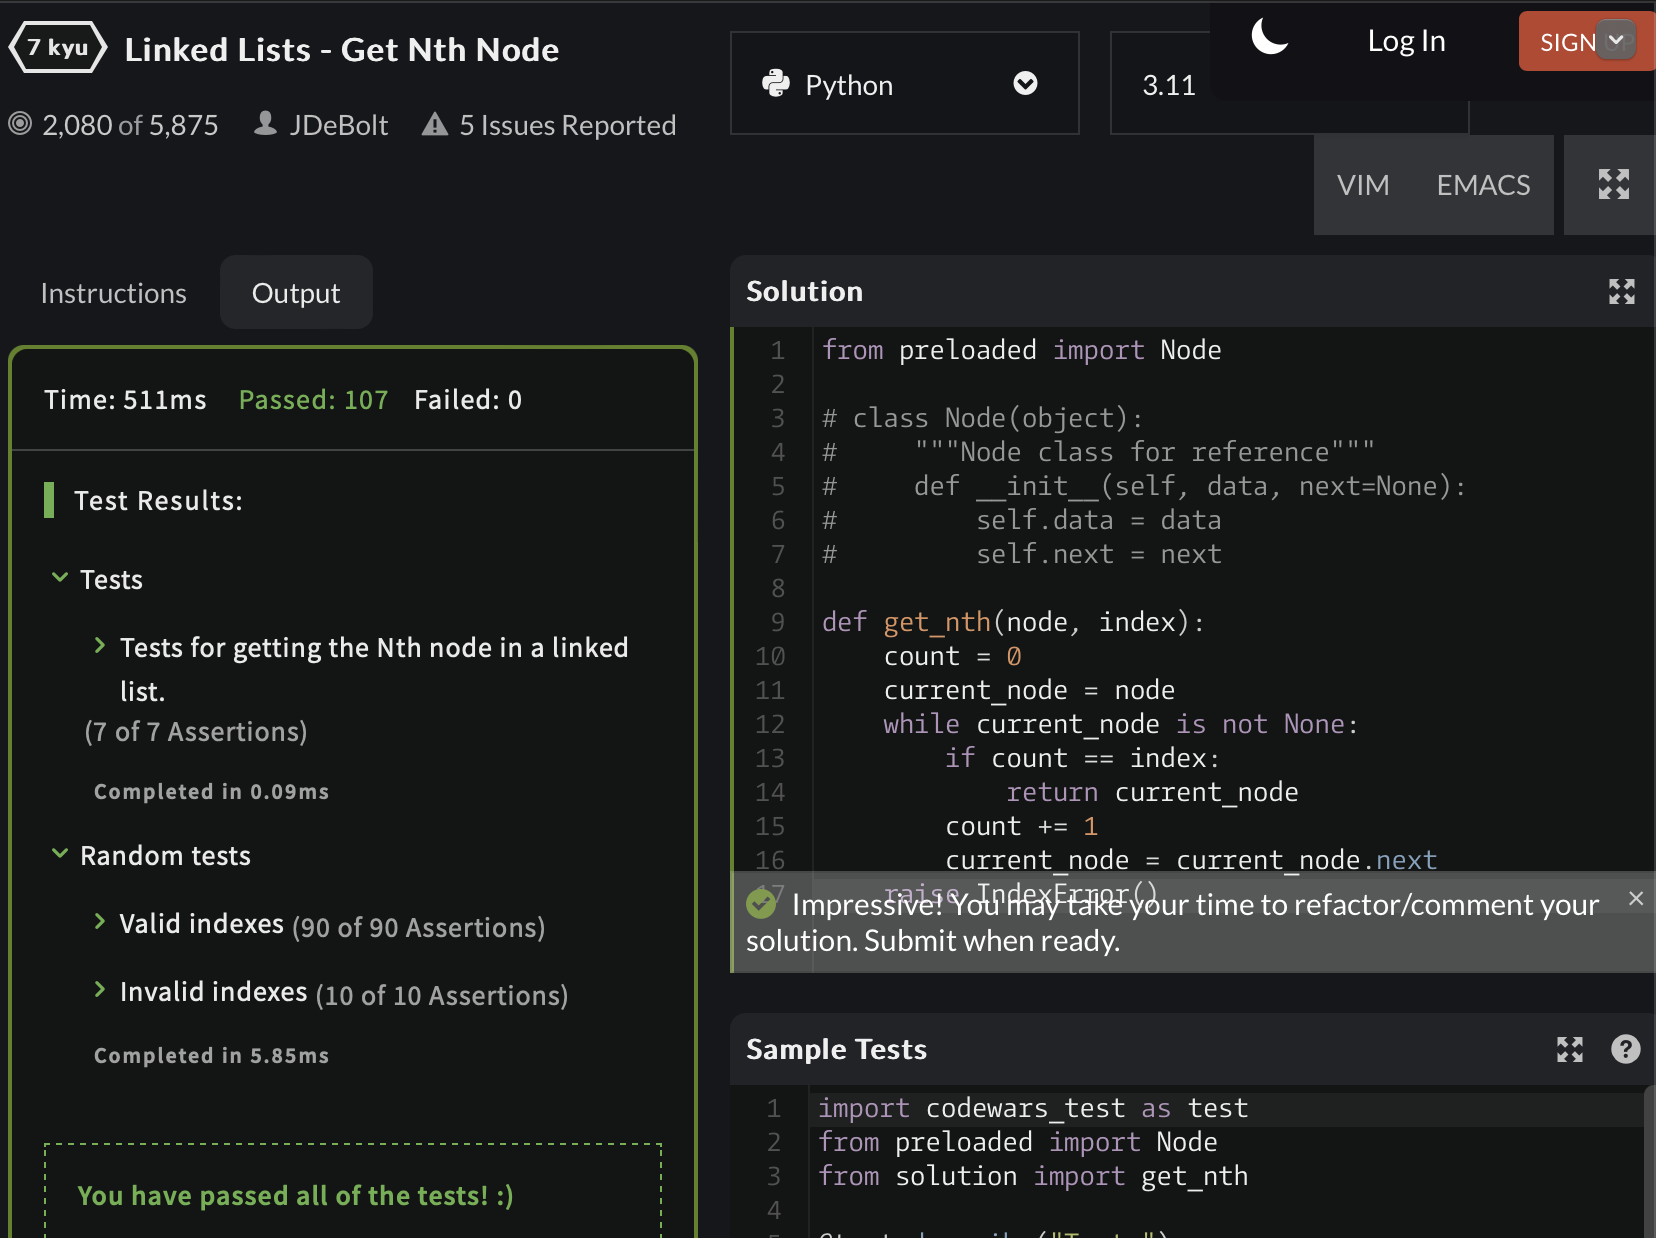 7 kyu
Linked Lists - Get Nth Node
2,080 of 5,875 JDeBolt 5 Issues Reported
Python
3.11
Log In
SIGN UP
VIM EMACS
Instructions
Output
Time: 511ms Passed: 107 Failed: 0
Test Results:
Tests
Tests for getting the Nth node in a linked
list.
(7 of 7 Assertions)
Completed in 0.09ms
Random tests
Valid indexes (90 of 90 Assertions)
Invalid indexes (10 of 10 Assertions)
Completed in 5.85ms
You have passed all of the tests! :)
Solution
1 from preloaded import Node
2
3 # class Node(object):
4 #     """Node class for reference"""
5 #     def __init__(self, data, next=None):
6 #         self.data = data
7 #         self.next = next
8
9 def get_nth(node, index):
10     count = 0
11     current_node = node
12     while current_node is not None:
13         if count == index:
14             return current_node
15         count += 1
16         current_node = current_node.next
17     raise IndexError()
Impressive! You may take your time to refactor/comment your
solution. Submit when ready.
Sample Tests
1 import codewars_test as test
2 from preloaded import Node
3 from solution import get_nth
4